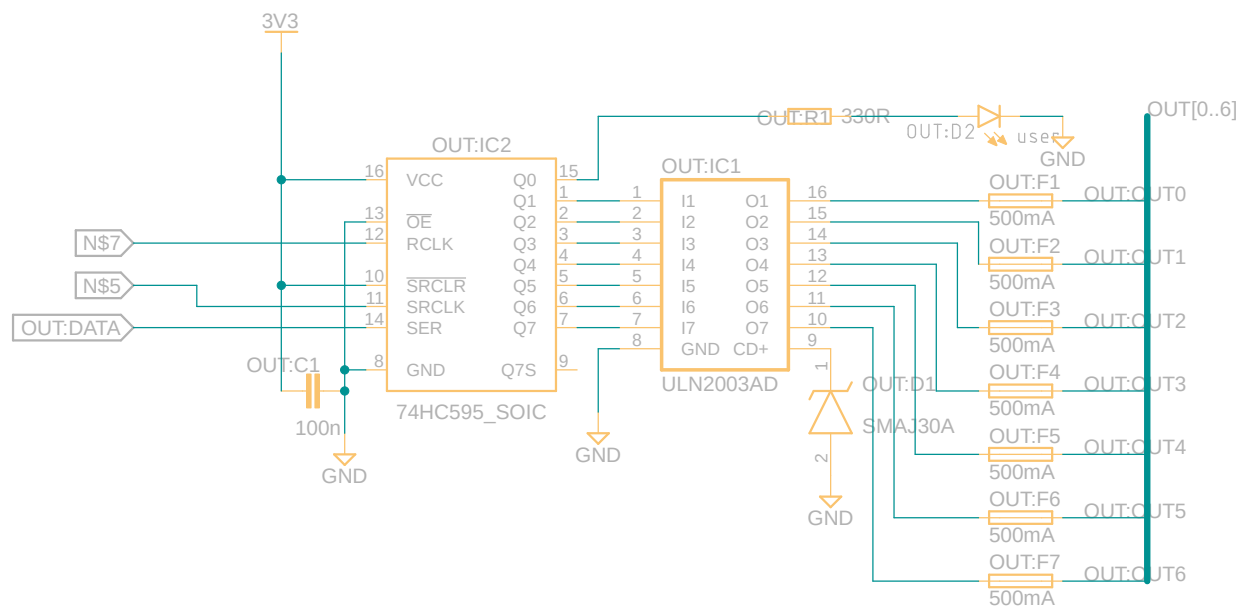 3V3
OUT[0..6]
OUT:R1 330R
OUT:D2 user
GND
OUT:IC2
16 VCC Q0 15
Q1 1
13 OE Q2 2
12 RCLK Q3 3
Q4 4
10 SRCLR Q5 5
11 SRCLK Q6 6
14 SER Q7 7
8 GND Q7S 9
74HC595_SOIC
N$7
N$5
OUT:DATA
OUT:C1
100n
GND
OUT:IC1
1 I1 O1 16
2 I2 O2 15
3 I3 O3 14
4 I4 O4 13
5 I5 O5 12
6 I6 O6 11
7 I7 O7 10
8 GND CD+ 9
ULN2003AD
GND
1
OUT:D1
SMAJ30A
2
GND
OUT:F1
500mA
OUT:OUT0
OUT:F2
500mA
OUT:OUT1
OUT:F3
500mA
OUT:OUT2
OUT:F4
500mA
OUT:OUT3
OUT:F5
500mA
OUT:OUT4
OUT:F6
500mA
OUT:OUT5
OUT:F7
500mA
OUT:OUT6